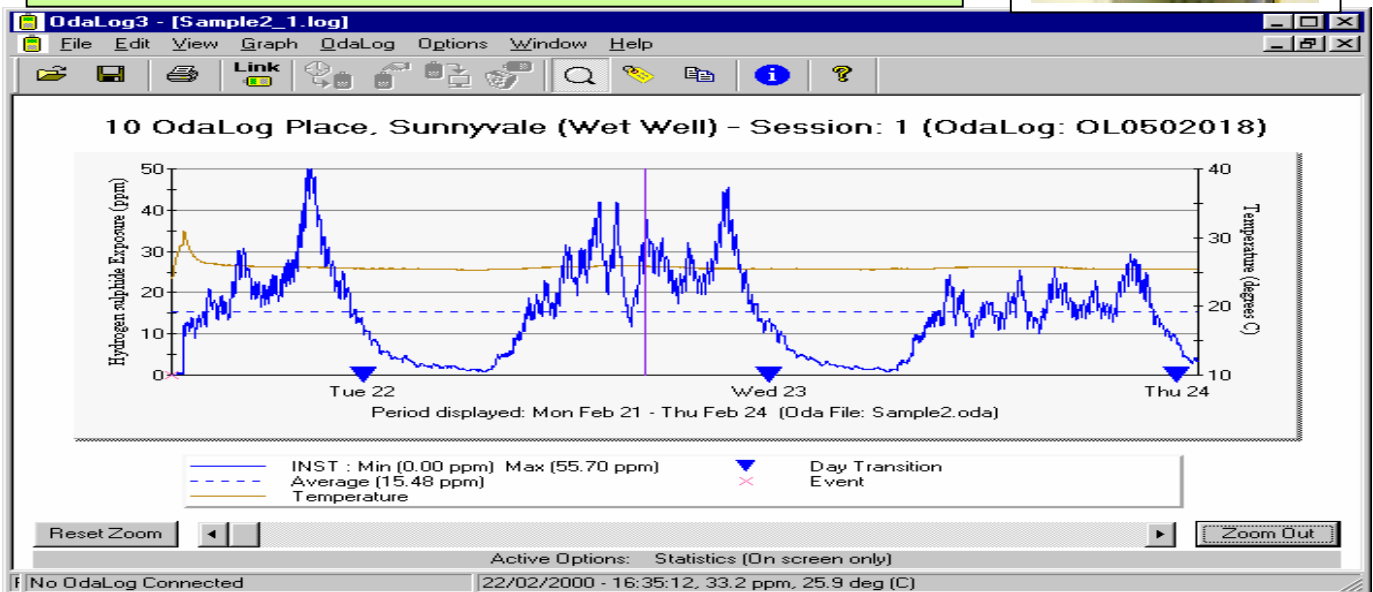 OdaLog3 - [Sample2_1.log]
File Edit View Graph OdaLog Options Window Help
Link
10 OdaLog Place, Sunnyvale (Wet Well) - Session: 1 (OdaLog: OL0502018)
Hydrogen sulphide Exposure (ppm)
50
40
30
20
10
0
40
30
20
10
Temperature (degrees C)
Tue 22 Wed 23 Thu 24
Period displayed: Mon Feb 21 - Thu Feb 24 (Oda File: Sample2.oda)
INST : Min (0.00 ppm) Max (55.70 ppm) Day Transition
Average (15.48 ppm) Event
Temperature
Reset Zoom Zoom Out
Active Options: Statistics (On screen only)
No OdaLog Connected 22/02/2000 - 16:35:12, 33.2 ppm, 25.9 deg (C)